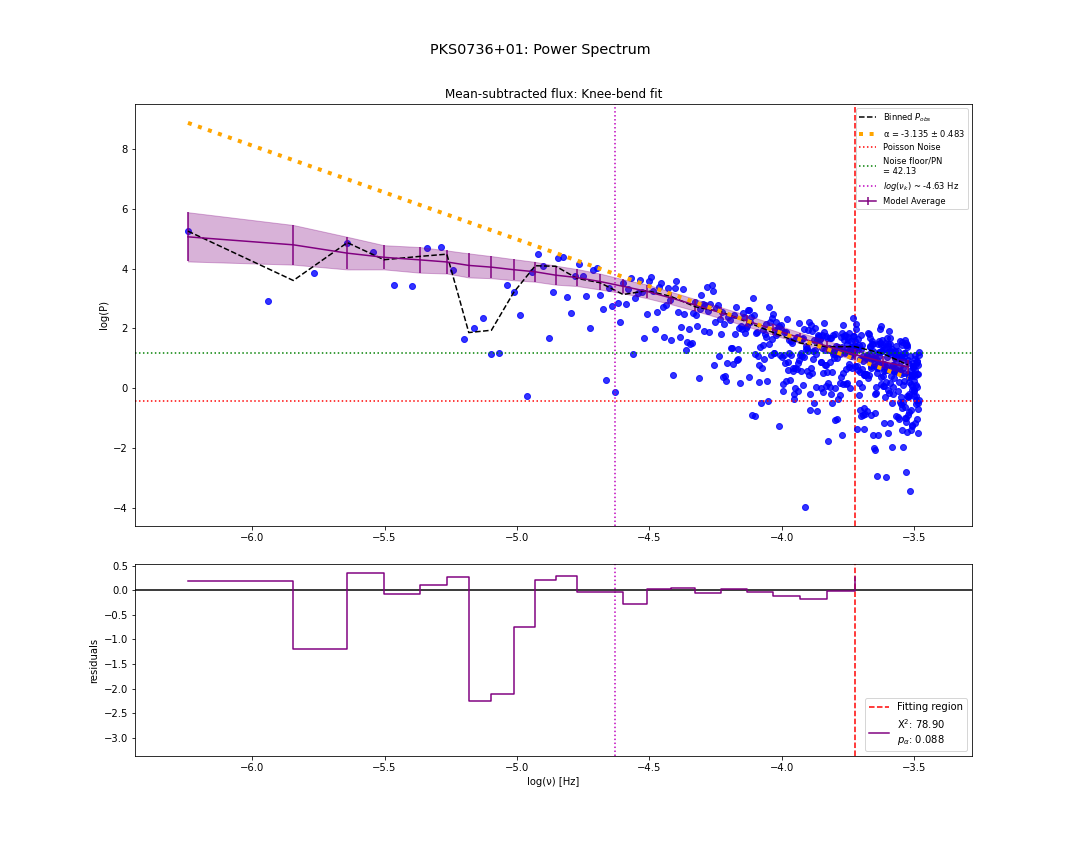 PKS0736+01: Power Spectrum
Mean-subtracted flux: Knee-bend fit
log(P)
8
6
4
2
0
−2
−4
−6.0 −5.5 −5.0 −4.5 −4.0 −3.5
Binned P_obs
α = -3.135 ± 0.483
Poisson Noise
Noise floor/PN
= 42.13
log(ν_k) ~ -4.63 Hz
Model Average
residuals
0.5
0.0
−0.5
−1.0
−1.5
−2.0
−2.5
−3.0
Fitting region
X²: 78.90
p_α: 0.088
−6.0 −5.5 −5.0 −4.5 −4.0 −3.5
log(ν) [Hz]